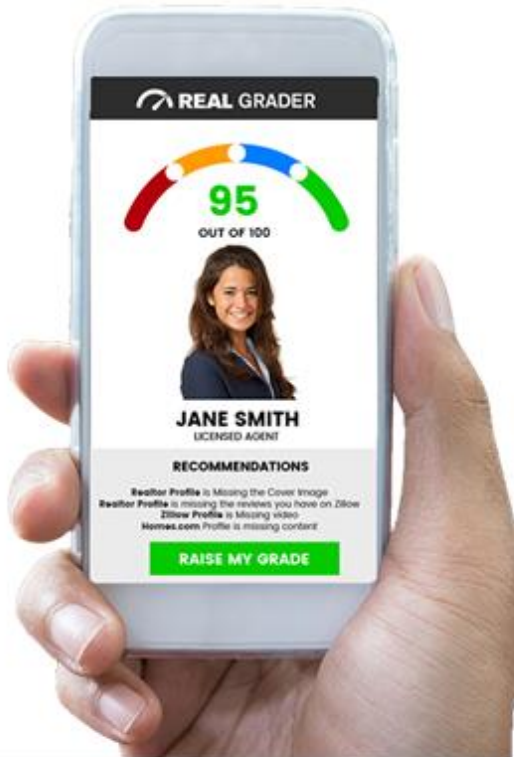 REAL GRADER
95
OUT OF 100
JANE SMITH
LICENSED AGENT
RECOMMENDATIONS
Realtor Profile is Missing the Cover Image
Realtor Profile is missing the reviews you have on Zillow
Zillow Profile is Missing video
Homes.com Profile is missing content
RAISE MY GRADE